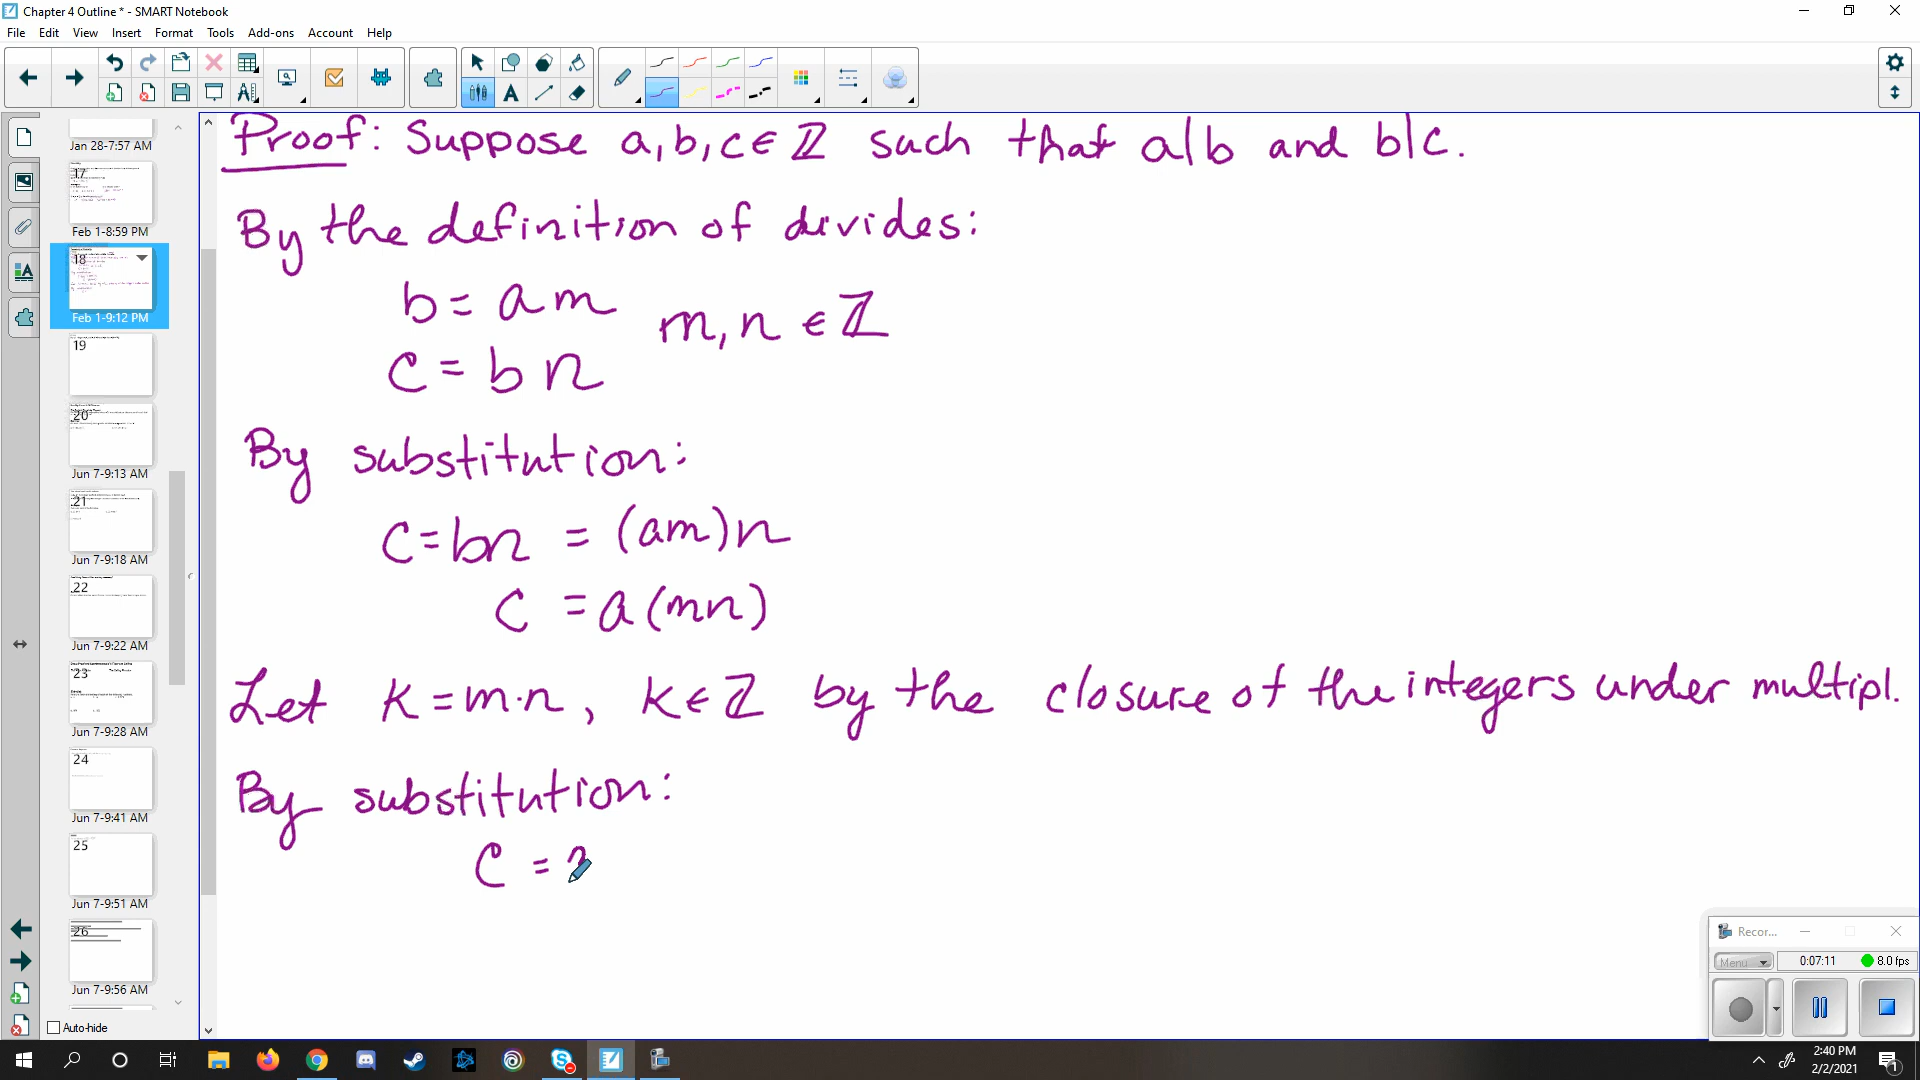 Chapter 4 Outline * - SMART Notebook
File Edit View Insert Format Tools Add-ons Account Help
Jan 28-7:57 AM
17
Feb 1-8:59 PM
18
Feb 1-9:12 PM
19
20
Jun 7-9:13 AM
21
Jun 7-9:18 AM
22
Jun 7-9:22 AM
23
Jun 7-9:28 AM
24
Jun 7-9:41 AM
25
Jun 7-9:51 AM
26
Jun 7-9:56 AM
Auto-hide
Proof: Suppose a,b,c∈ℤ such that a|b and b|c.
By the definition of divides:
b = am
m,n ∈ ℤ
c = bn
By substitution:
c = bn = (am)n
c = a(mn)
Let k = m·n, k∈ℤ by the closure of the integers under multipl.
By substitution:
c =
Recor...
Menu 0:07:11 8.0 fps
2:40 PM
2/2/2021
1